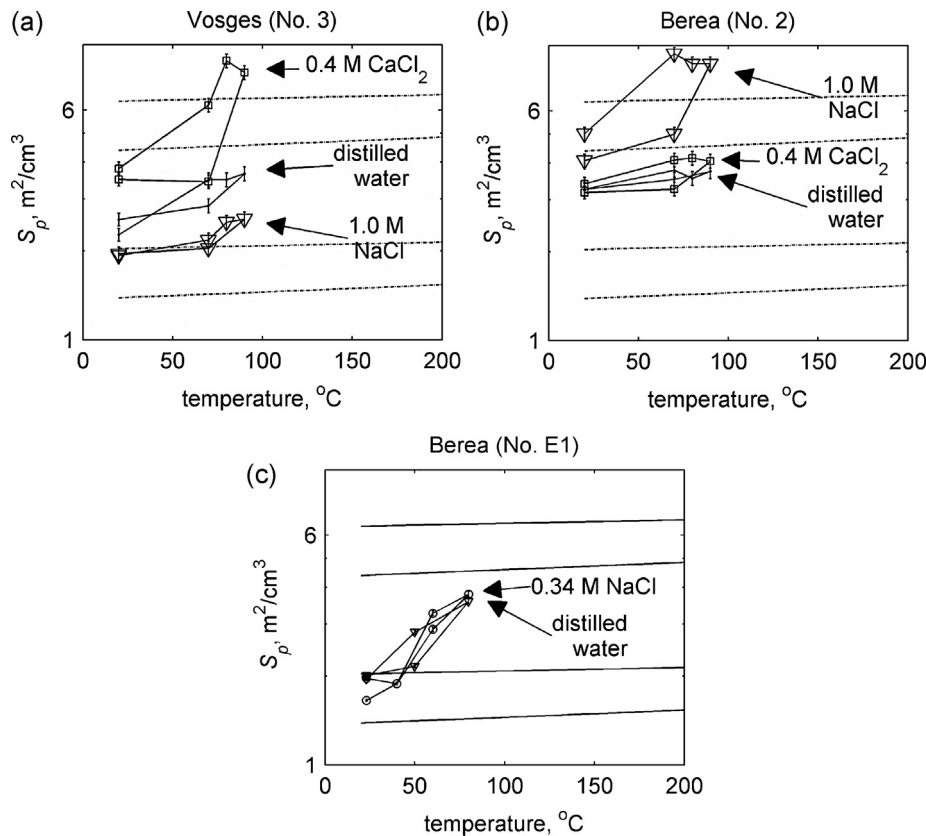 (a)
Vosges (No. 3)
6
1
S_p, m²/cm³
0.4 M CaCl₂
distilled
water
1.0 M
NaCl
0 50 100 150 200
temperature, °C
(b)
Berea (No. 2)
6
1
S_p, m²/cm³
1.0 M
NaCl
0.4 M CaCl₂
distilled
water
0 50 100 150 200
temperature, °C
(c)
Berea (No. E1)
6
1
S_p, m²/cm³
0.34 M NaCl
distilled
water
0 50 100 150 200
temperature, °C